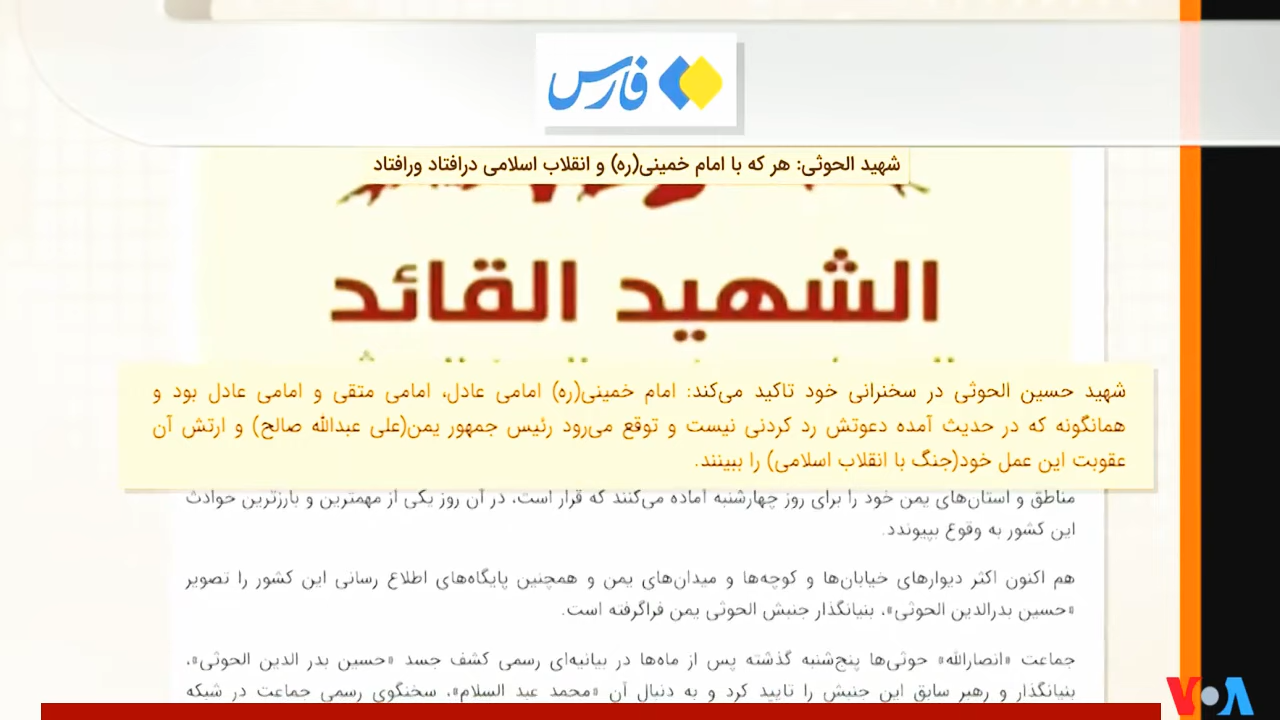 فارس
شهید الحوثی: هر که با امام خمینی(ره) و انقلاب اسلامی درافتاد ورافتاد
الشهيد القائد
شهید حسین الحوثی در سخنرانی خود تاکید می‌کند: امام خمینی(ره) امامی عادل، امامی متقی و امامی عادل بود و
همانگونه که در حدیث آمده دعوتش رد کردنی نیست و توقع می‌رود رئیس جمهور یمن(علی عبدالله صالح) و ارتش آن
عقوبت این عمل خود(جنگ با انقلاب اسلامی) را ببینند.
مناطق و استان‌های یمن خود را برای روز چهارشنبه آماده می‌کنند که قرار است، در آن روز یکی از مهمترین و بارزترین حوادث
این کشور به وقوع بپیوندد.
هم اکنون اکثر دیوارهای خیابان‌ها و کوچه‌ها و میدان‌های یمن و همچنین پایگاه‌های اطلاع رسانی این کشور را تصویر
«حسین بدرالدین الحوثی»، بنیانگذار جنبش الحوثی یمن فراگرفته است.
جماعت «انصارالله» حوثی‌ها پنج‌شنبه گذشته پس از ماه‌ها در بیانیه‌ای رسمی کشف جسد «حسین بدر الدین الحوثی»،
بنیانگذار و رهبر سابق این جنبش را تایید کرد و به دنبال آن «محمد عبد السلام»، سخنگوی رسمی جماعت در شبکه
VOA